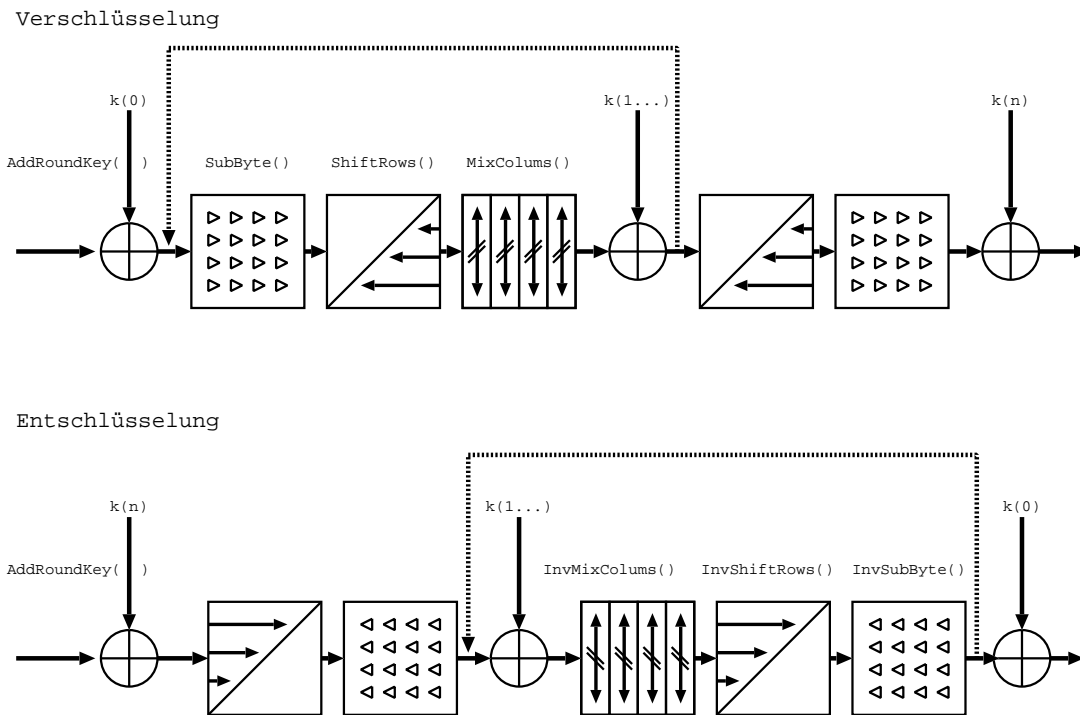 Verschlüsselung
k(0)
k(1...)
k(n)
AddRoundKey( )
SubByte()
ShiftRows()
MixColums()
Entschlüsselung
k(n)
k(1...)
k(0)
AddRoundKey( )
InvMixColums()
InvShiftRows()
InvSubByte()